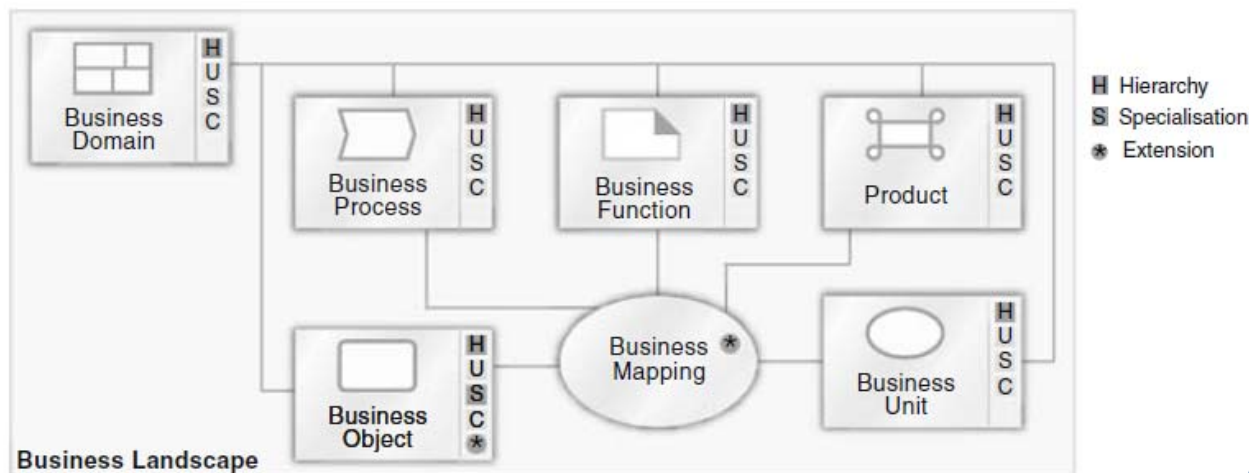 H
U
S
C
Business
Domain
H
U
S
C
Business
Process
H
U
S
C
Business
Function
H
U
S
C
Product
H Hierarchy
S Specialisation
* Extension
H
U
S
C
*
Business
Object
Business *
Mapping
H
U
S
C
Business
Unit
Business Landscape